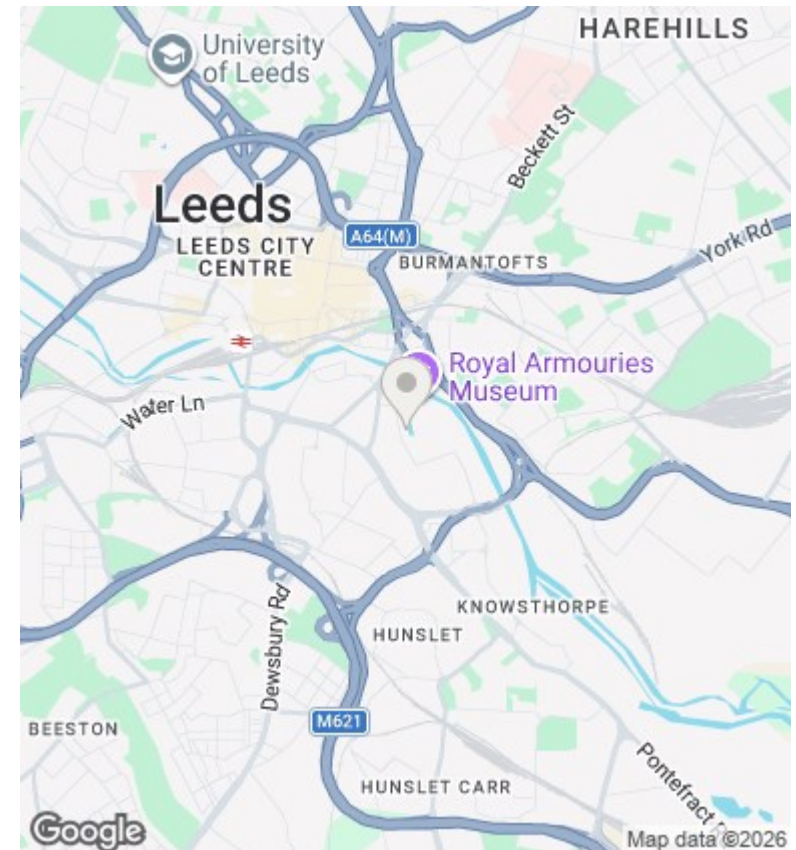 HAREHILLS
University
of Leeds
Beckett St
Leeds
A64(M)
LEEDS CITY
CENTRE
York Rd
BURMANTOFTS
Royal Armouries
Museum
Water Ln
KNOWSTHORPE
Dewsbury Rd
HUNSLET
M621
BEESTON
HUNSLET CARR
Pontefract
Google
Map data ©2026